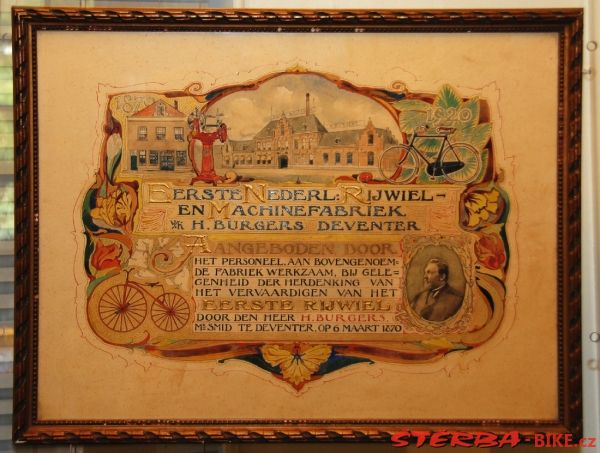 1870
1920
EERSTE NEDERL: RIJWIEL-
EN MACHINEFABRIEK.
V/H H. BURGERS DEVENTER
AANGEBODEN DOOR
HET PERSONEEL, AAN BOVENGENOEM=
DE FABRIEK WERKZAAM, BIJ GELE=
GENHEID DER HERDENKING VAN
HET VERVAARDIGEN VAN HET
EERSTE RIJWIEL
DOOR DEN HEER H. BURGERS.
MR SMID TE DEVENTER, OP 6 MAART 1870
STERBA-BIKE.cz